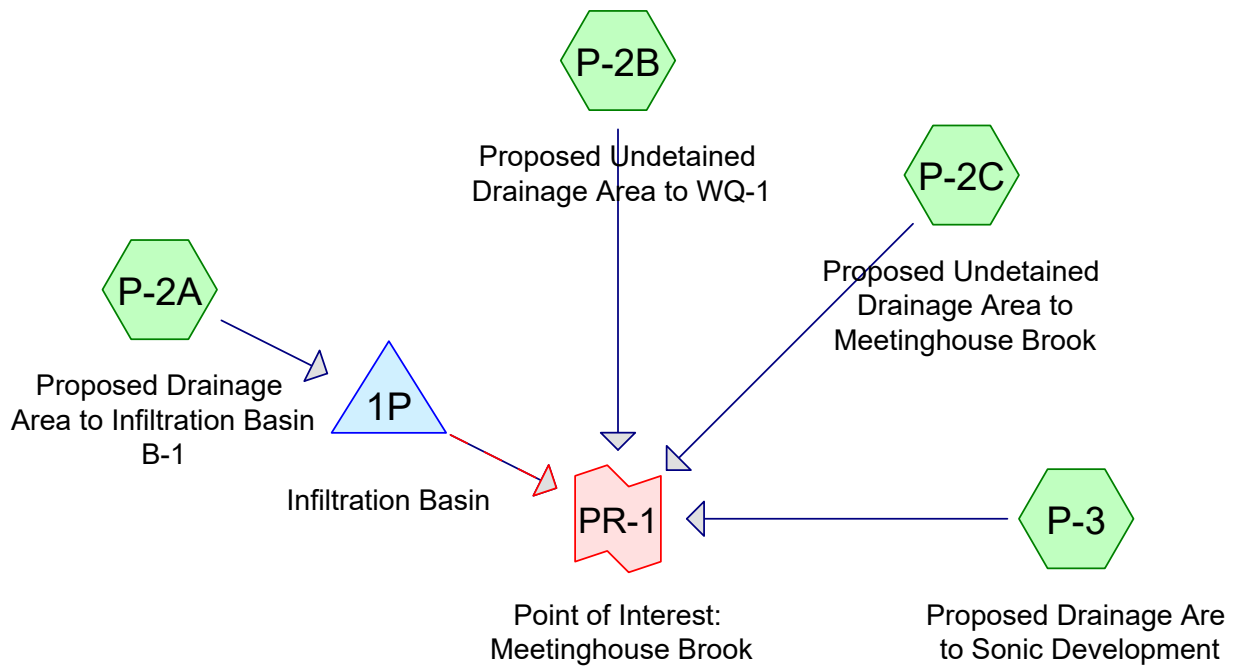 P-2B
Proposed Undetained
Drainage Area to WQ-1
P-2C
Proposed Undetained
Drainage Area to
Meetinghouse Brook
P-2A
Proposed Drainage
Area to Infiltration Basin
B-1
1P
Infiltration Basin
PR-1
Point of Interest:
Meetinghouse Brook
P-3
Proposed Drainage Are
to Sonic Development